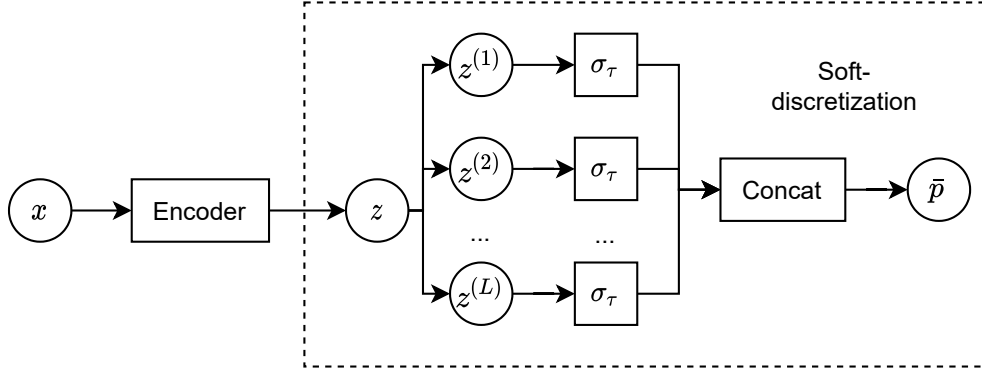 x
Encoder
z
z^{(1)}
σ_τ
z^{(2)}
σ_τ
...
...
z^{(L)}
σ_τ
Concat
Soft-
discretization
p̄